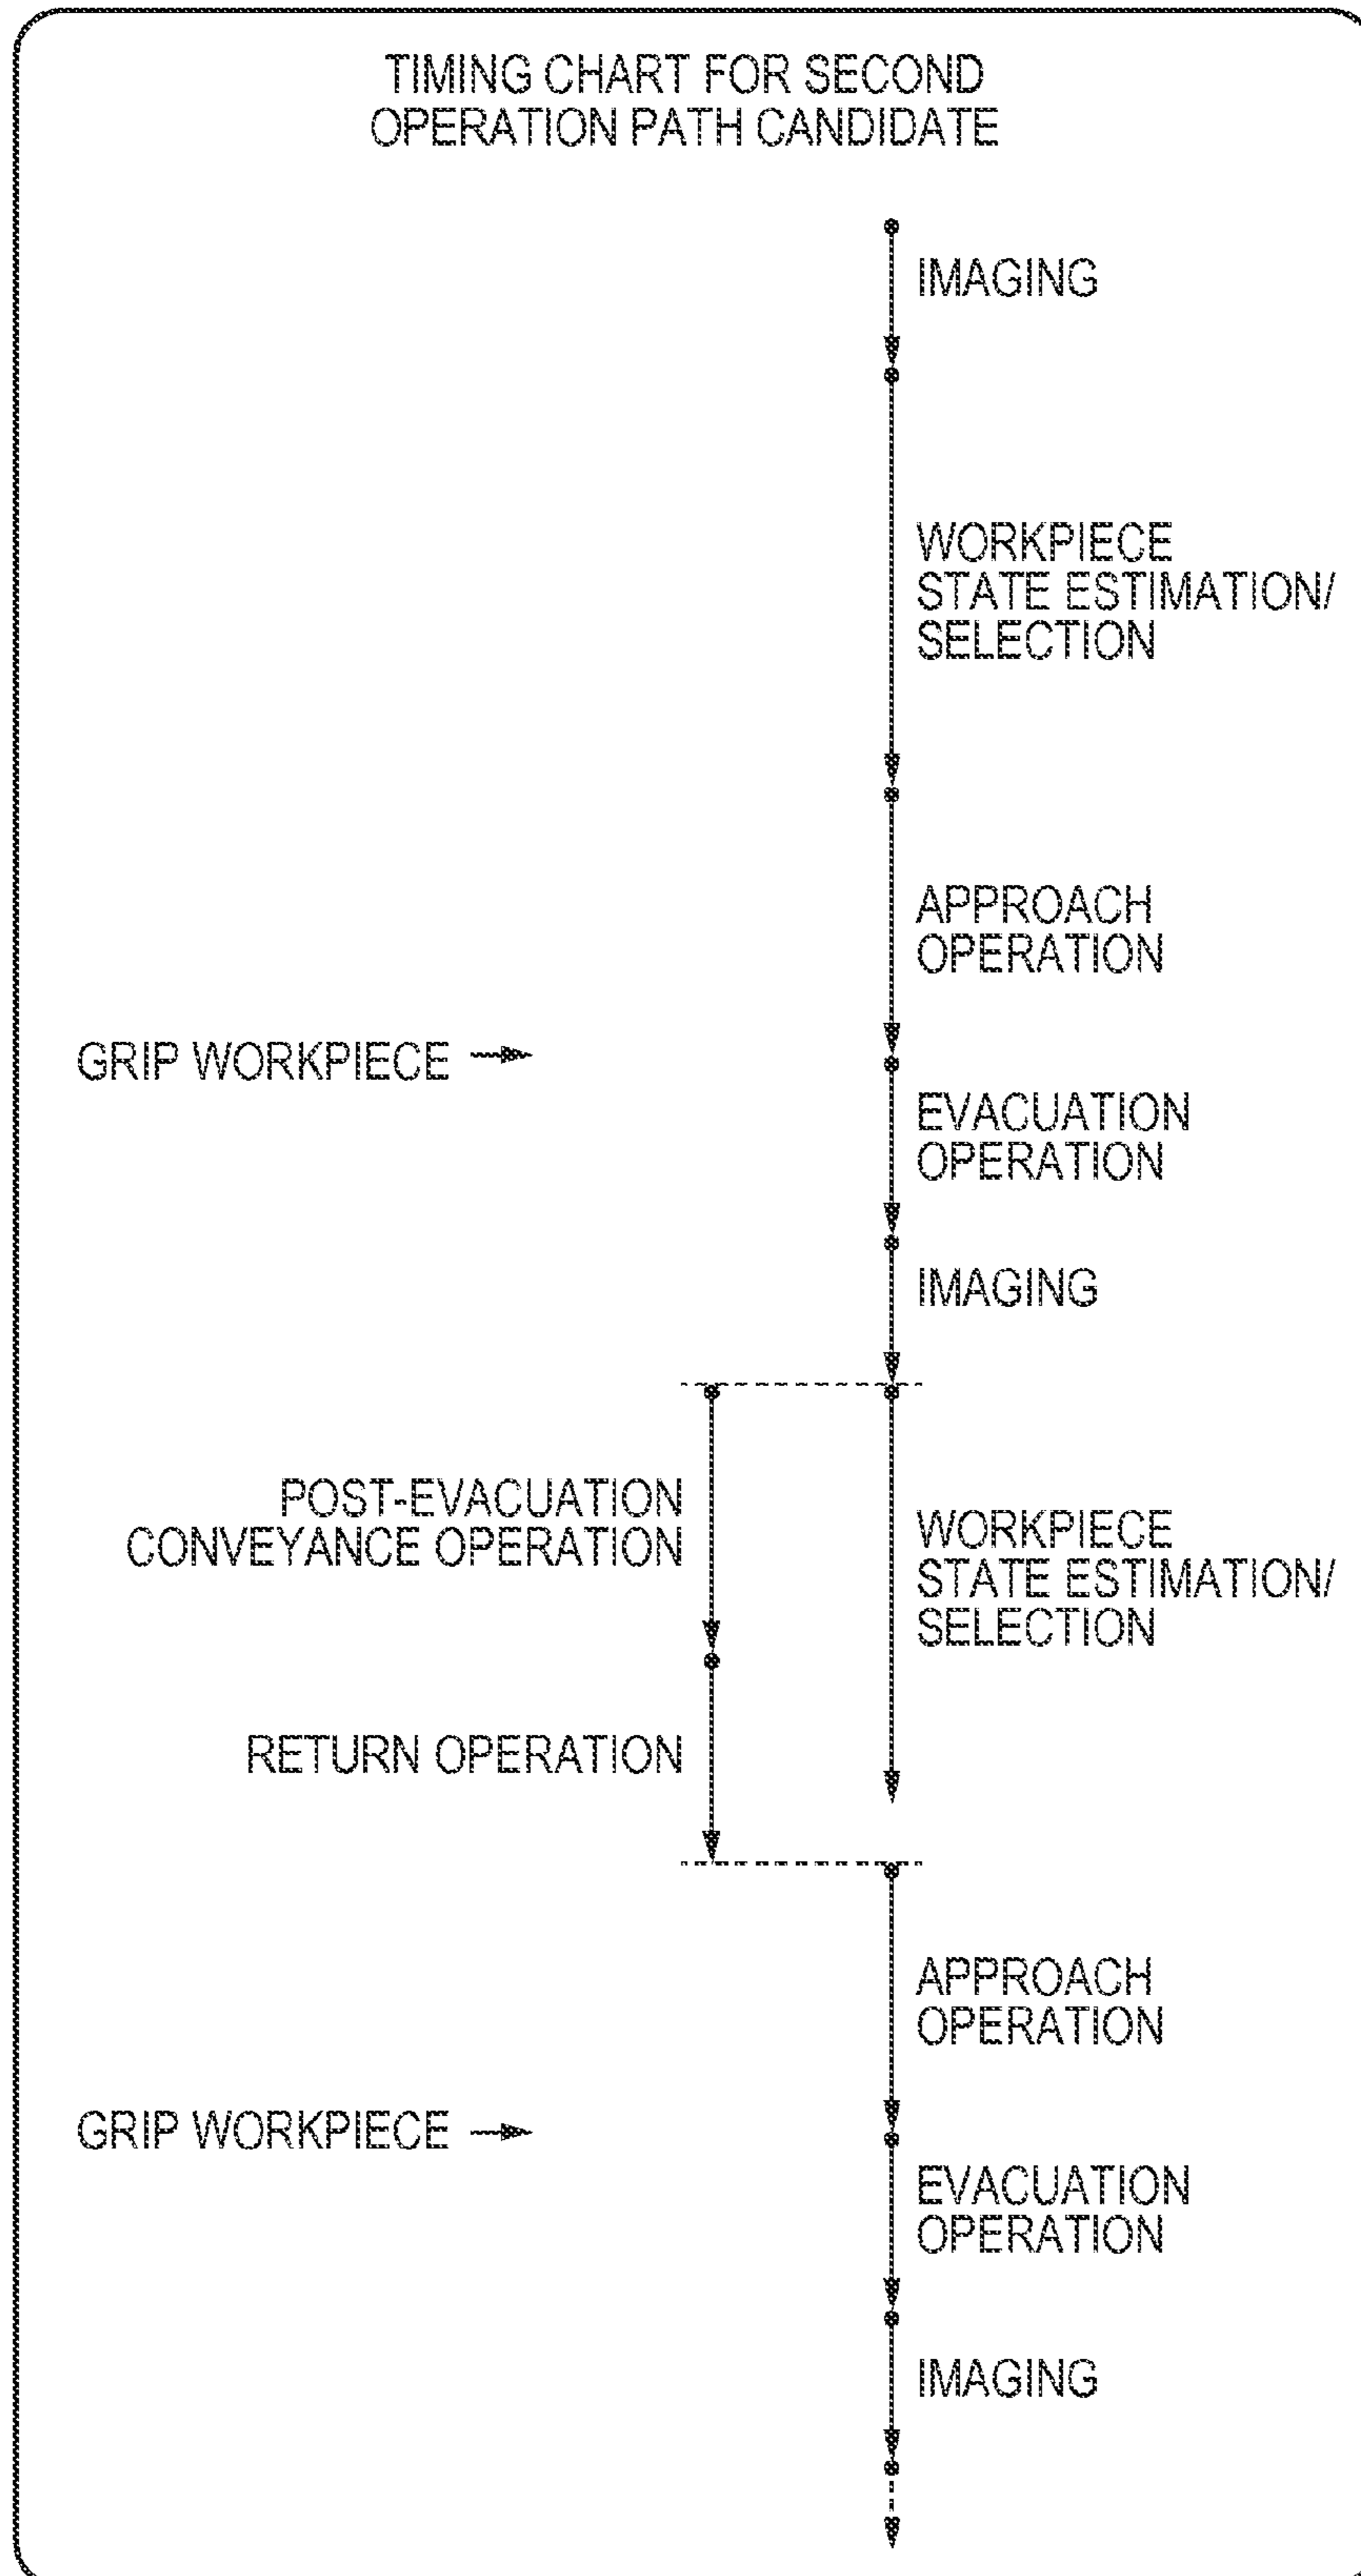 TIMING CHART FOR SECOND
OPERATION PATH CANDIDATE
IMAGING
WORKPIECE
STATE ESTIMATION/
SELECTION
APPROACH
OPERATION
GRIP WORKPIECE
EVACUATION
OPERATION
IMAGING
POST-EVACUATION
CONVEYANCE OPERATION
WORKPIECE
STATE ESTIMATION/
SELECTION
RETURN OPERATION
APPROACH
OPERATION
GRIP WORKPIECE
EVACUATION
OPERATION
IMAGING